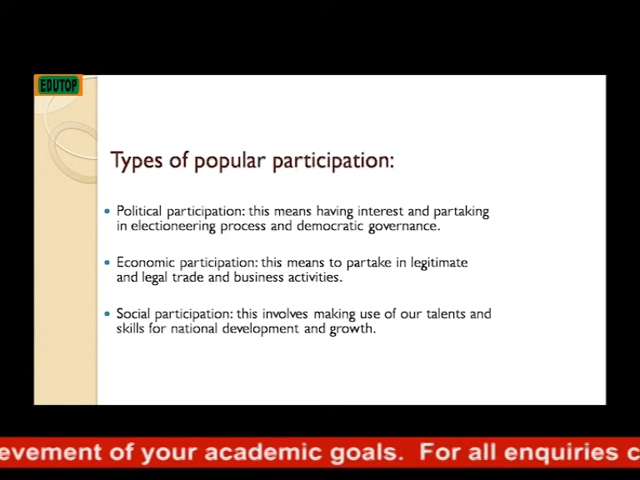 EDUTOP
Types of popular participation:
Political participation: this means having interest and partaking
in electioneering process and democratic governance.
Economic participation: this means to partake in legitimate
and legal trade and business activities.
Social participation: this involves making use of our talents and
skills for national development and growth.
evement of your academic goals. For all enquiries c